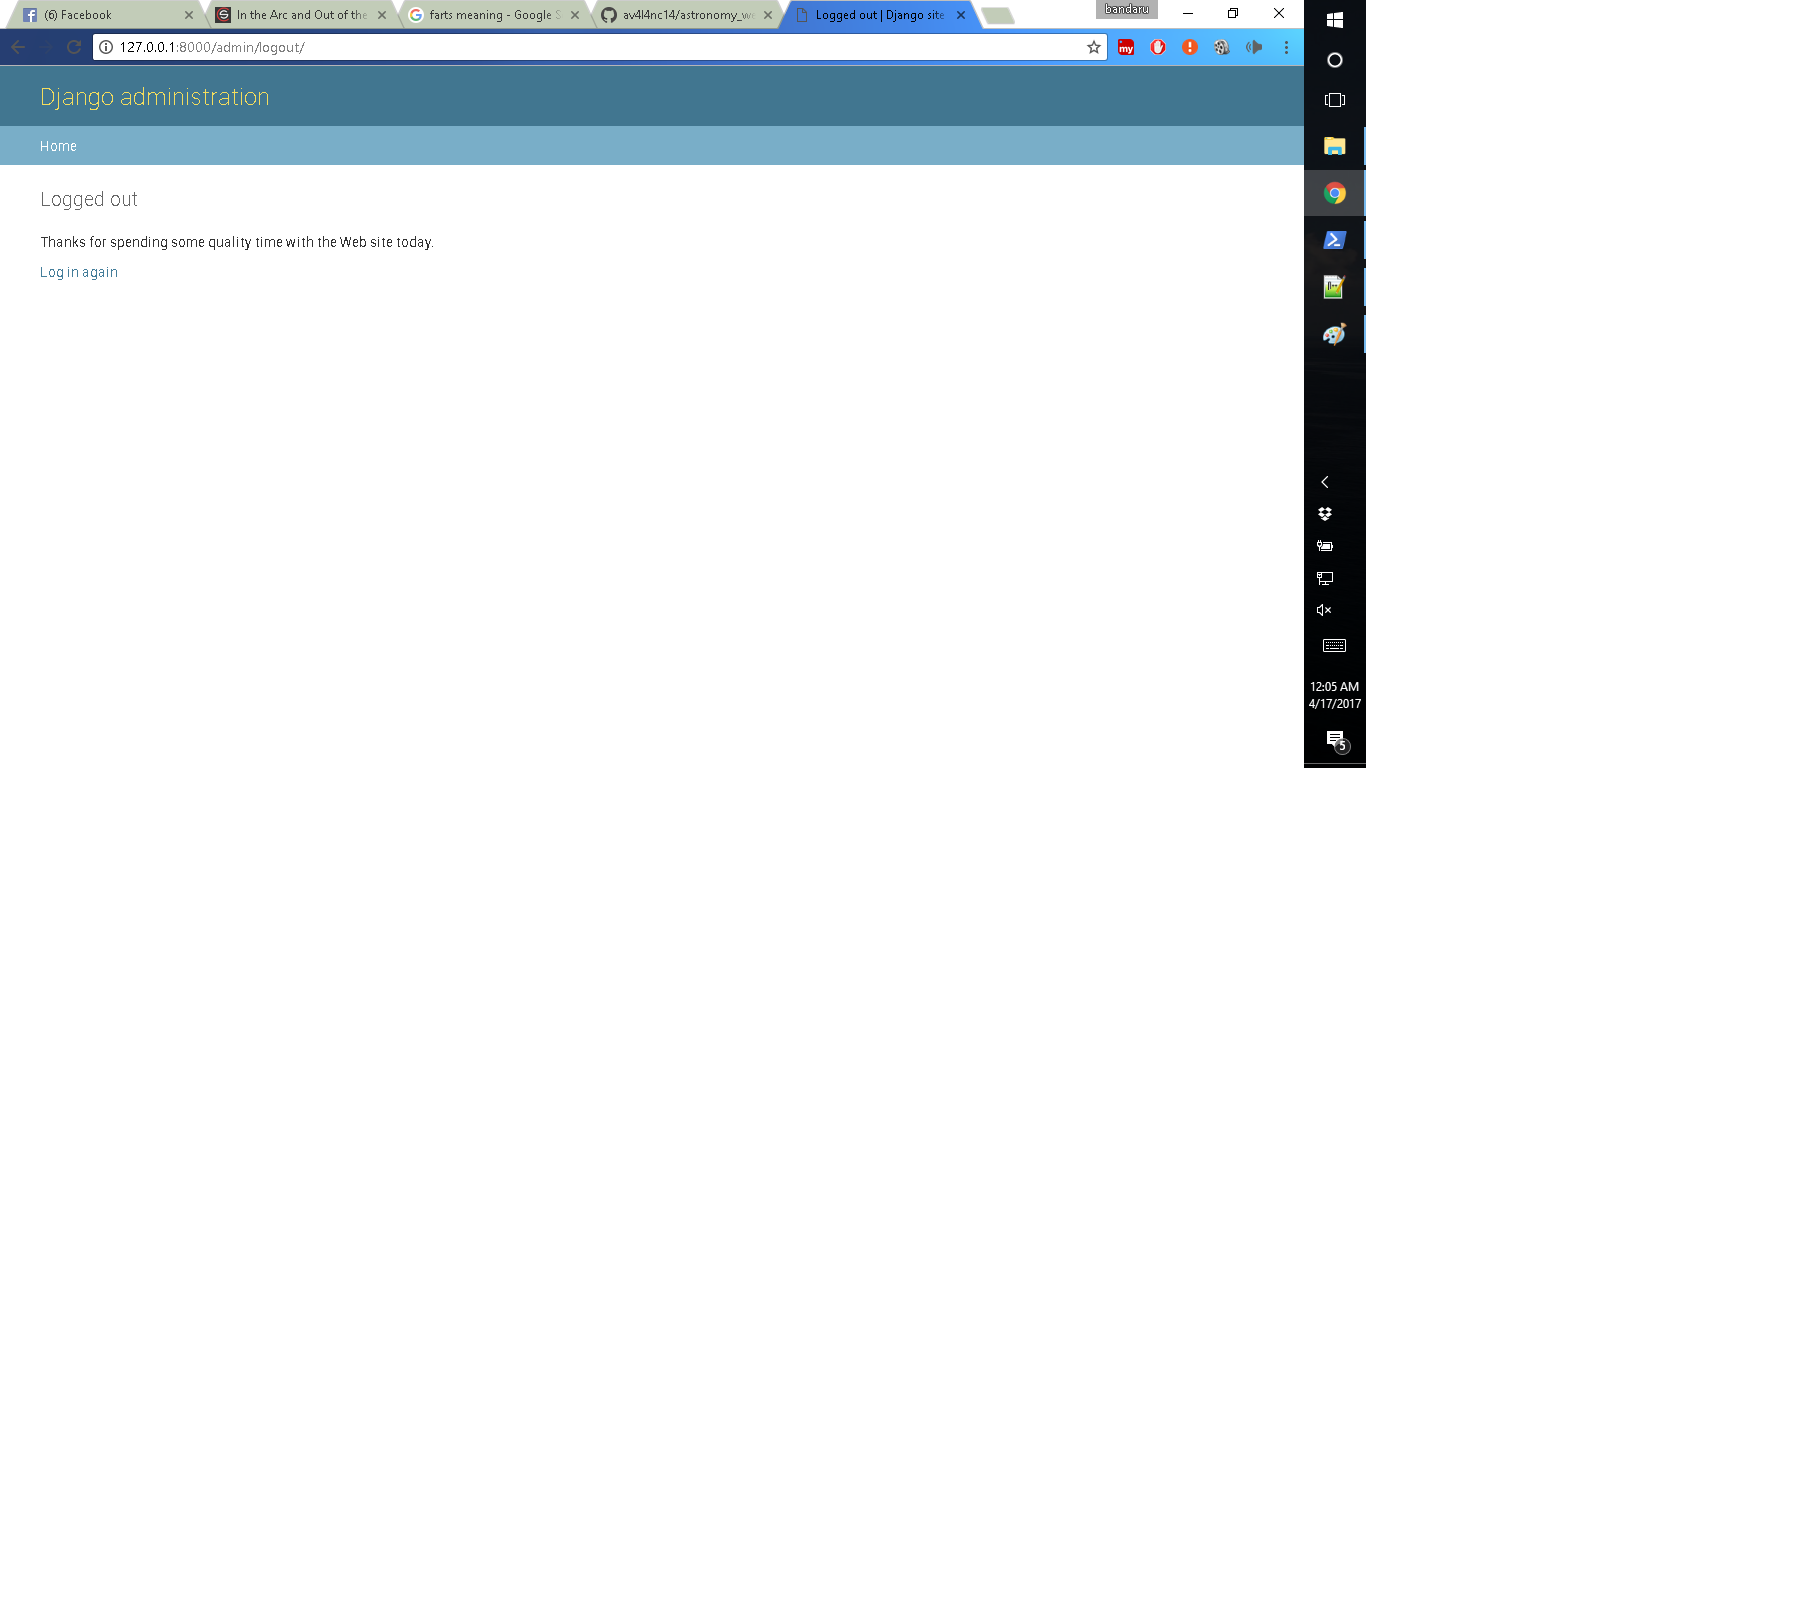 (6) Facebook
In the Arc and Out of the
farts meaning - Google S
av4l4nc14/astronomy_we
Logged out | Django site
bandaru
127.0.0.1:8000/admin/logout/
my
Django administration
Home
Logged out
Thanks for spending some quality time with the Web site today.
Log in again
12:05 AM
4/17/2017
5